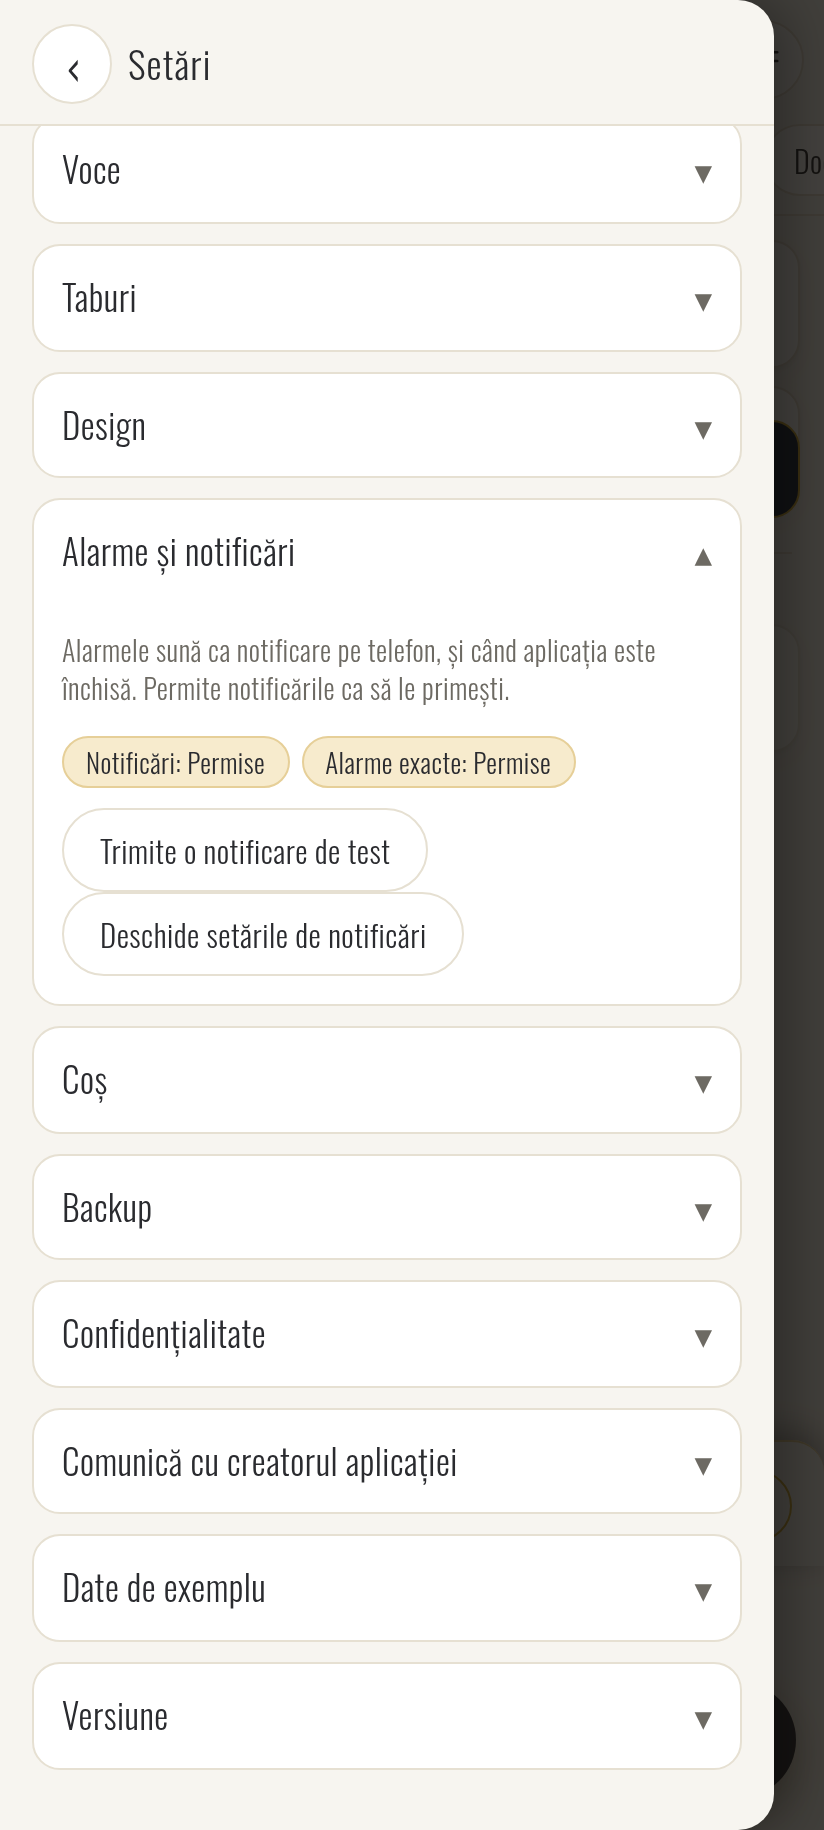 Setări
Voce
Taburi
Design
Alarme și notificări
Alarmele sună ca notificare pe telefon, și când aplicația este
închisă. Permite notificările ca să le primești.
Notificări: Permise
Alarme exacte: Permise
Trimite o notificare de test
Deschide setările de notificări
Coș
Backup
Confidențialitate
Comunică cu creatorul aplicației
Date de exemplu
Versiune